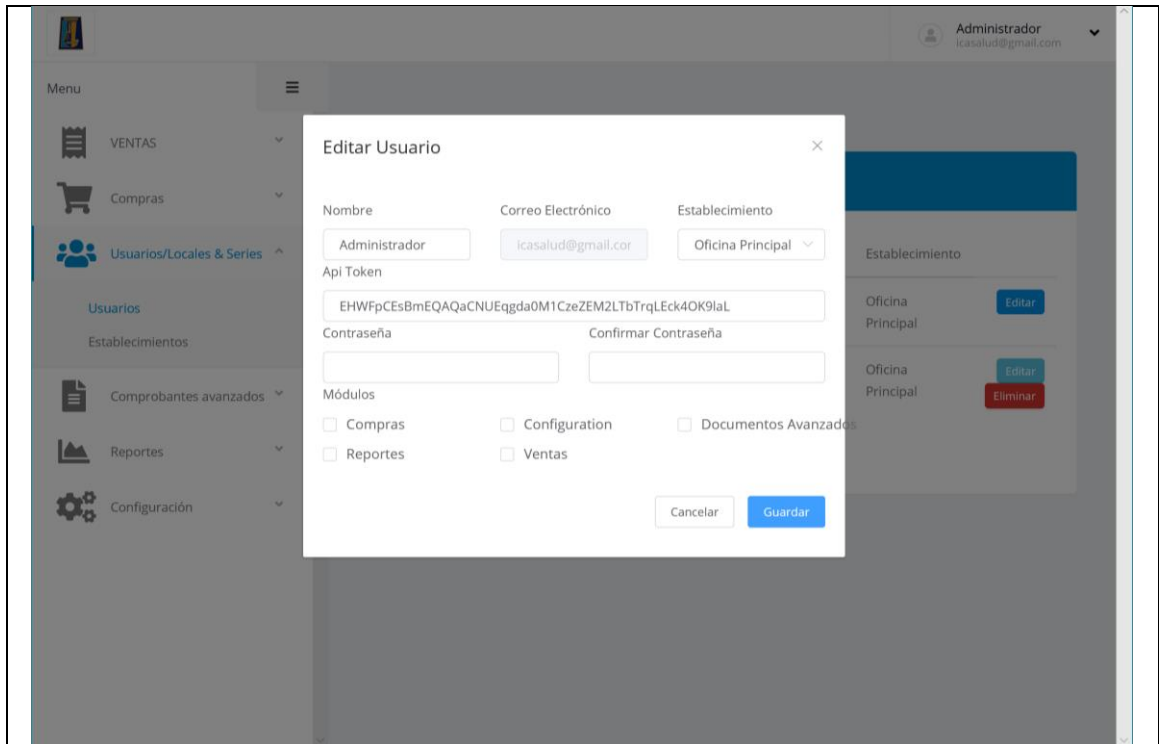 Administrador
icasalud@gmail.com
Menu
VENTAS
Compras
Usuarios/Locales & Series
Usuarios
Establecimientos
Comprobantes avanzados
Reportes
Configuración
Editar Usuario
Nombre Correo Electrónico Establecimiento
Administrador icasalud@gmail.cor Oficina Principal
Api Token
EHWFpCEsBmEQAQaCNUEqgda0M1CzeZEM2LTbTrqLEck4OK9laL
Contraseña Confirmar Contraseña
Módulos
Compras Configuration Documentos Avanzados
Reportes Ventas
Cancelar Guardar
Establecimiento
Oficina Principal Editar
Oficina Principal Editar
Eliminar